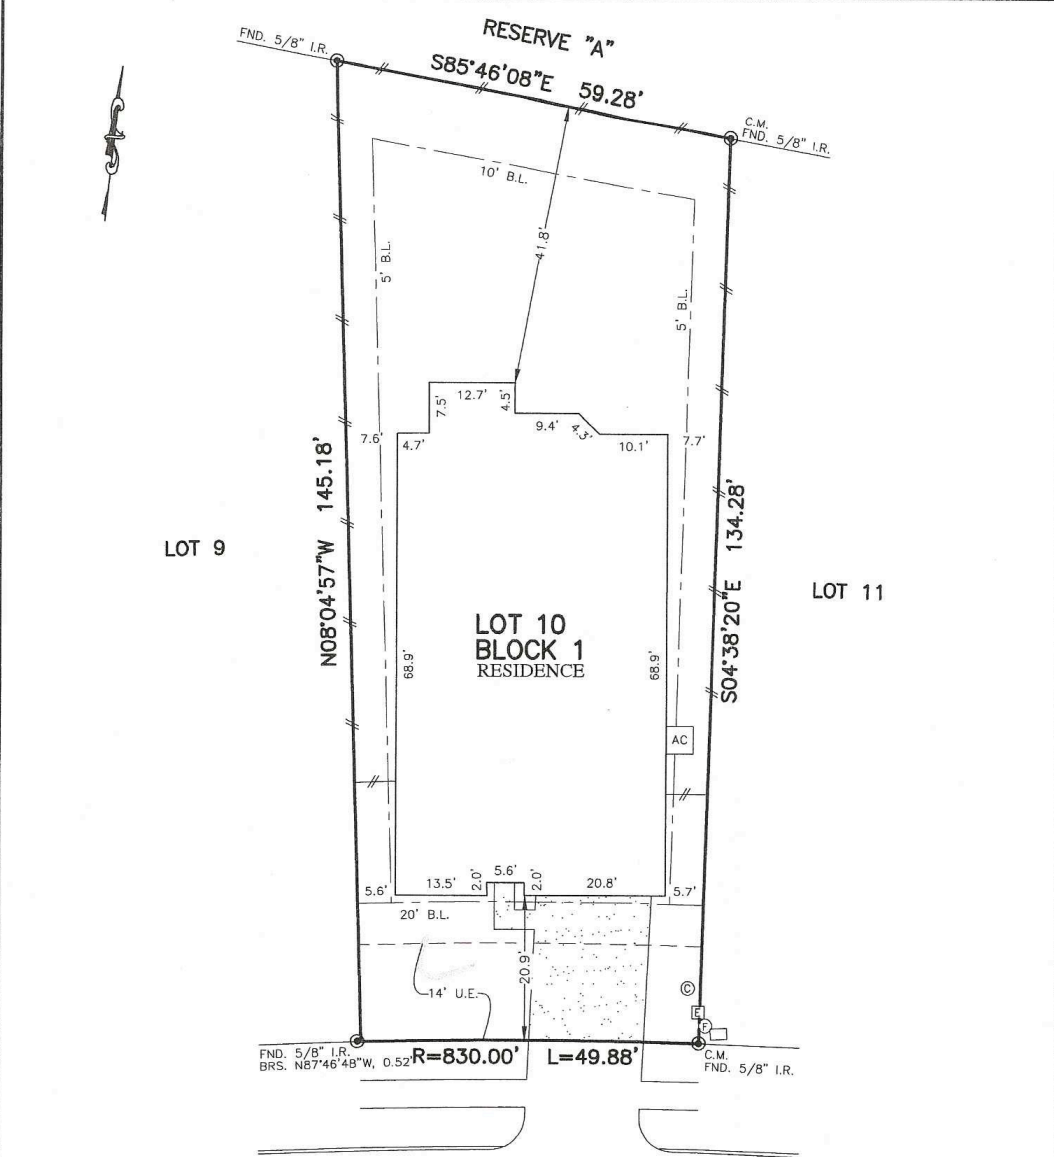 RESERVE "A"
FND. 5/8" I.R.
S85°46'08"E 59.28'
C.M.
FND. 5/8" I.R.
10' B.L.
5' B.L.
41.8'
5' B.L.
12.7'
7.5'
4.5'
9.4'
4.3'
7.6'
4.7'
10.1'
7.7'
N08°04'57"W 145.18'
S04°38'20"E 134.28'
LOT 9
LOT 11
LOT 10
BLOCK 1
RESIDENCE
68.9'
68.9'
AC
5.6'
13.5'
2.0'
5.6'
2.0'
20.8'
5.7'
20' B.L.
20.9'
14' U.E.
C
E
F
FND. 5/8" I.R.
BRS. N87°46'48"W, 0.52'
R=830.00' L=49.88'
C.M.
FND. 5/8" I.R.